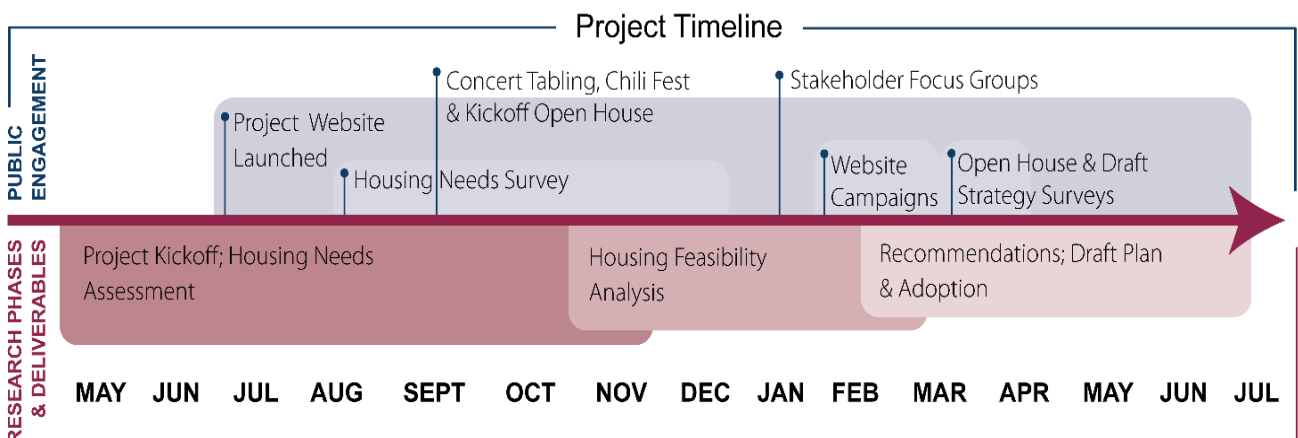 Project Timeline
PUBLIC
ENGAGEMENT
Concert Tabling, Chili Fest
& Kickoff Open House
Stakeholder Focus Groups
Project Website
Launched
Housing Needs Survey
Website
Campaigns
Open House & Draft
Strategy Surveys
RESEARCH PHASES
& DELIVERABLES
Project Kickoff; Housing Needs
Assessment
Housing Feasibility
Analysis
Recommendations; Draft Plan
& Adoption
MAY JUN JUL AUG SEPT OCT NOV DEC JAN FEB MAR APR MAY JUN JUL